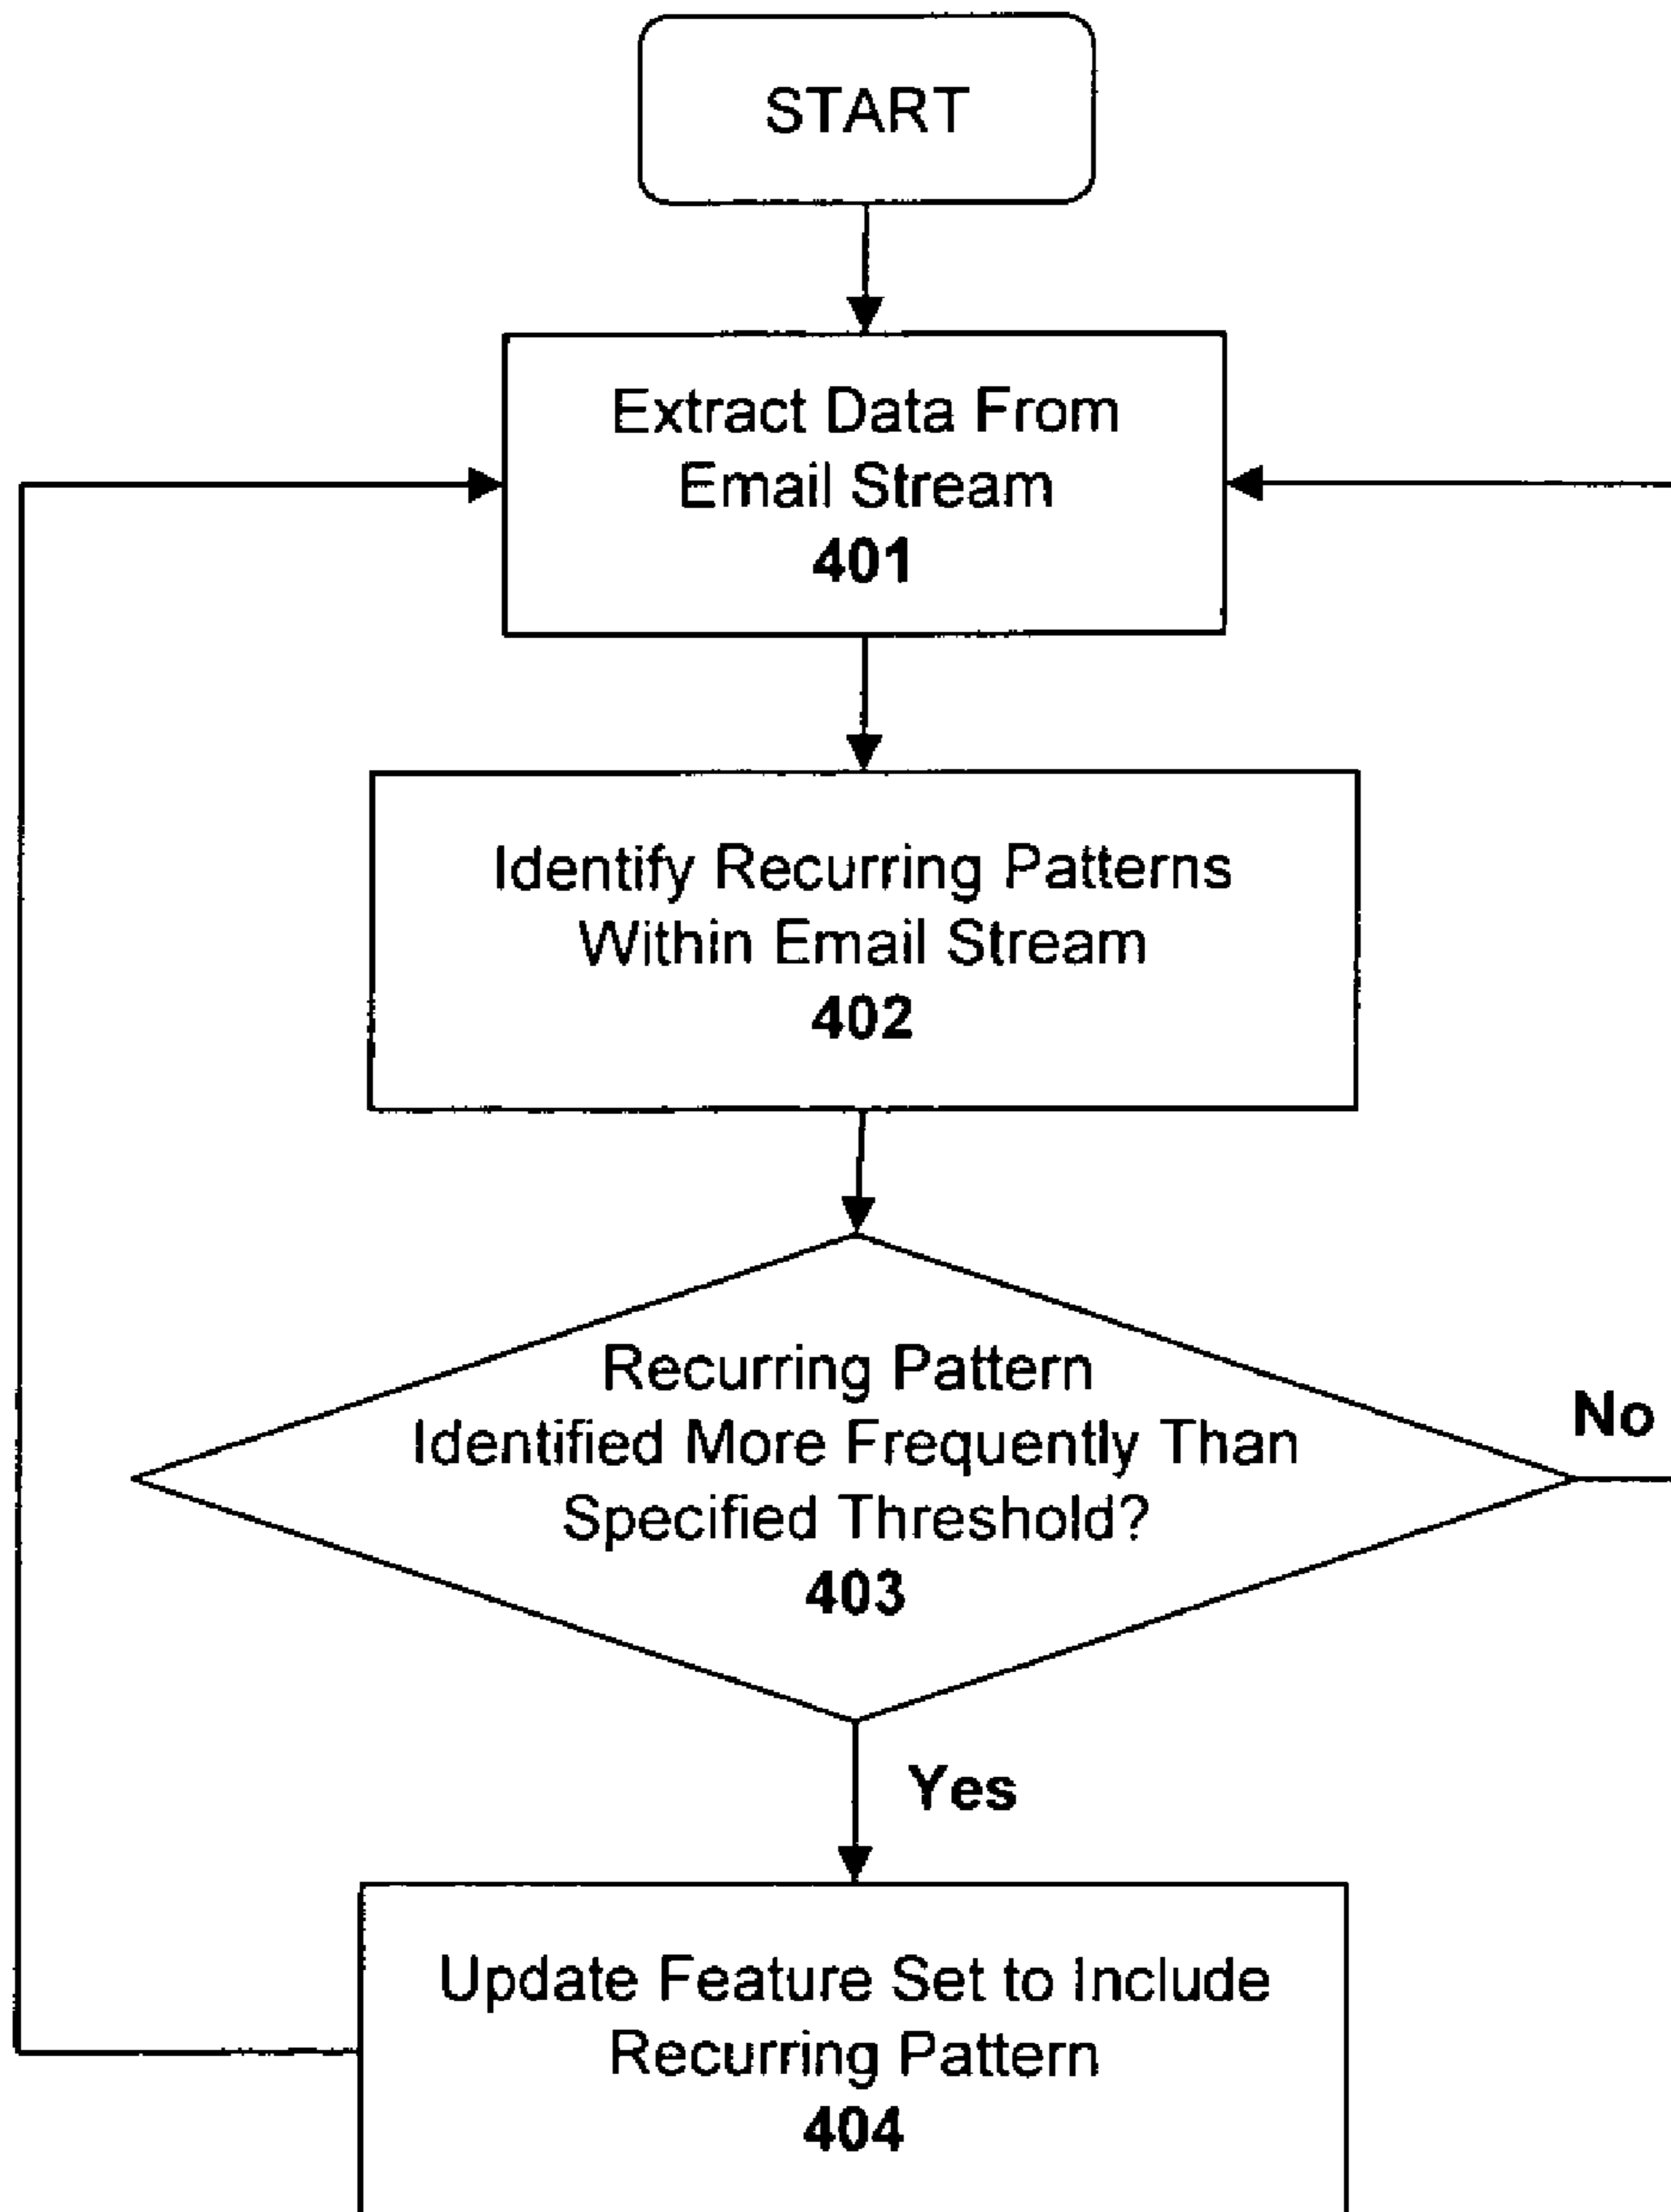 START
Extract Data From
Email Stream
401
Identify Recurring Patterns
Within Email Stream
402
Recurring Pattern
Identified More Frequently Than
Specified Threshold?
403
No
Yes
Update Feature Set to Include
Recurring Pattern
404